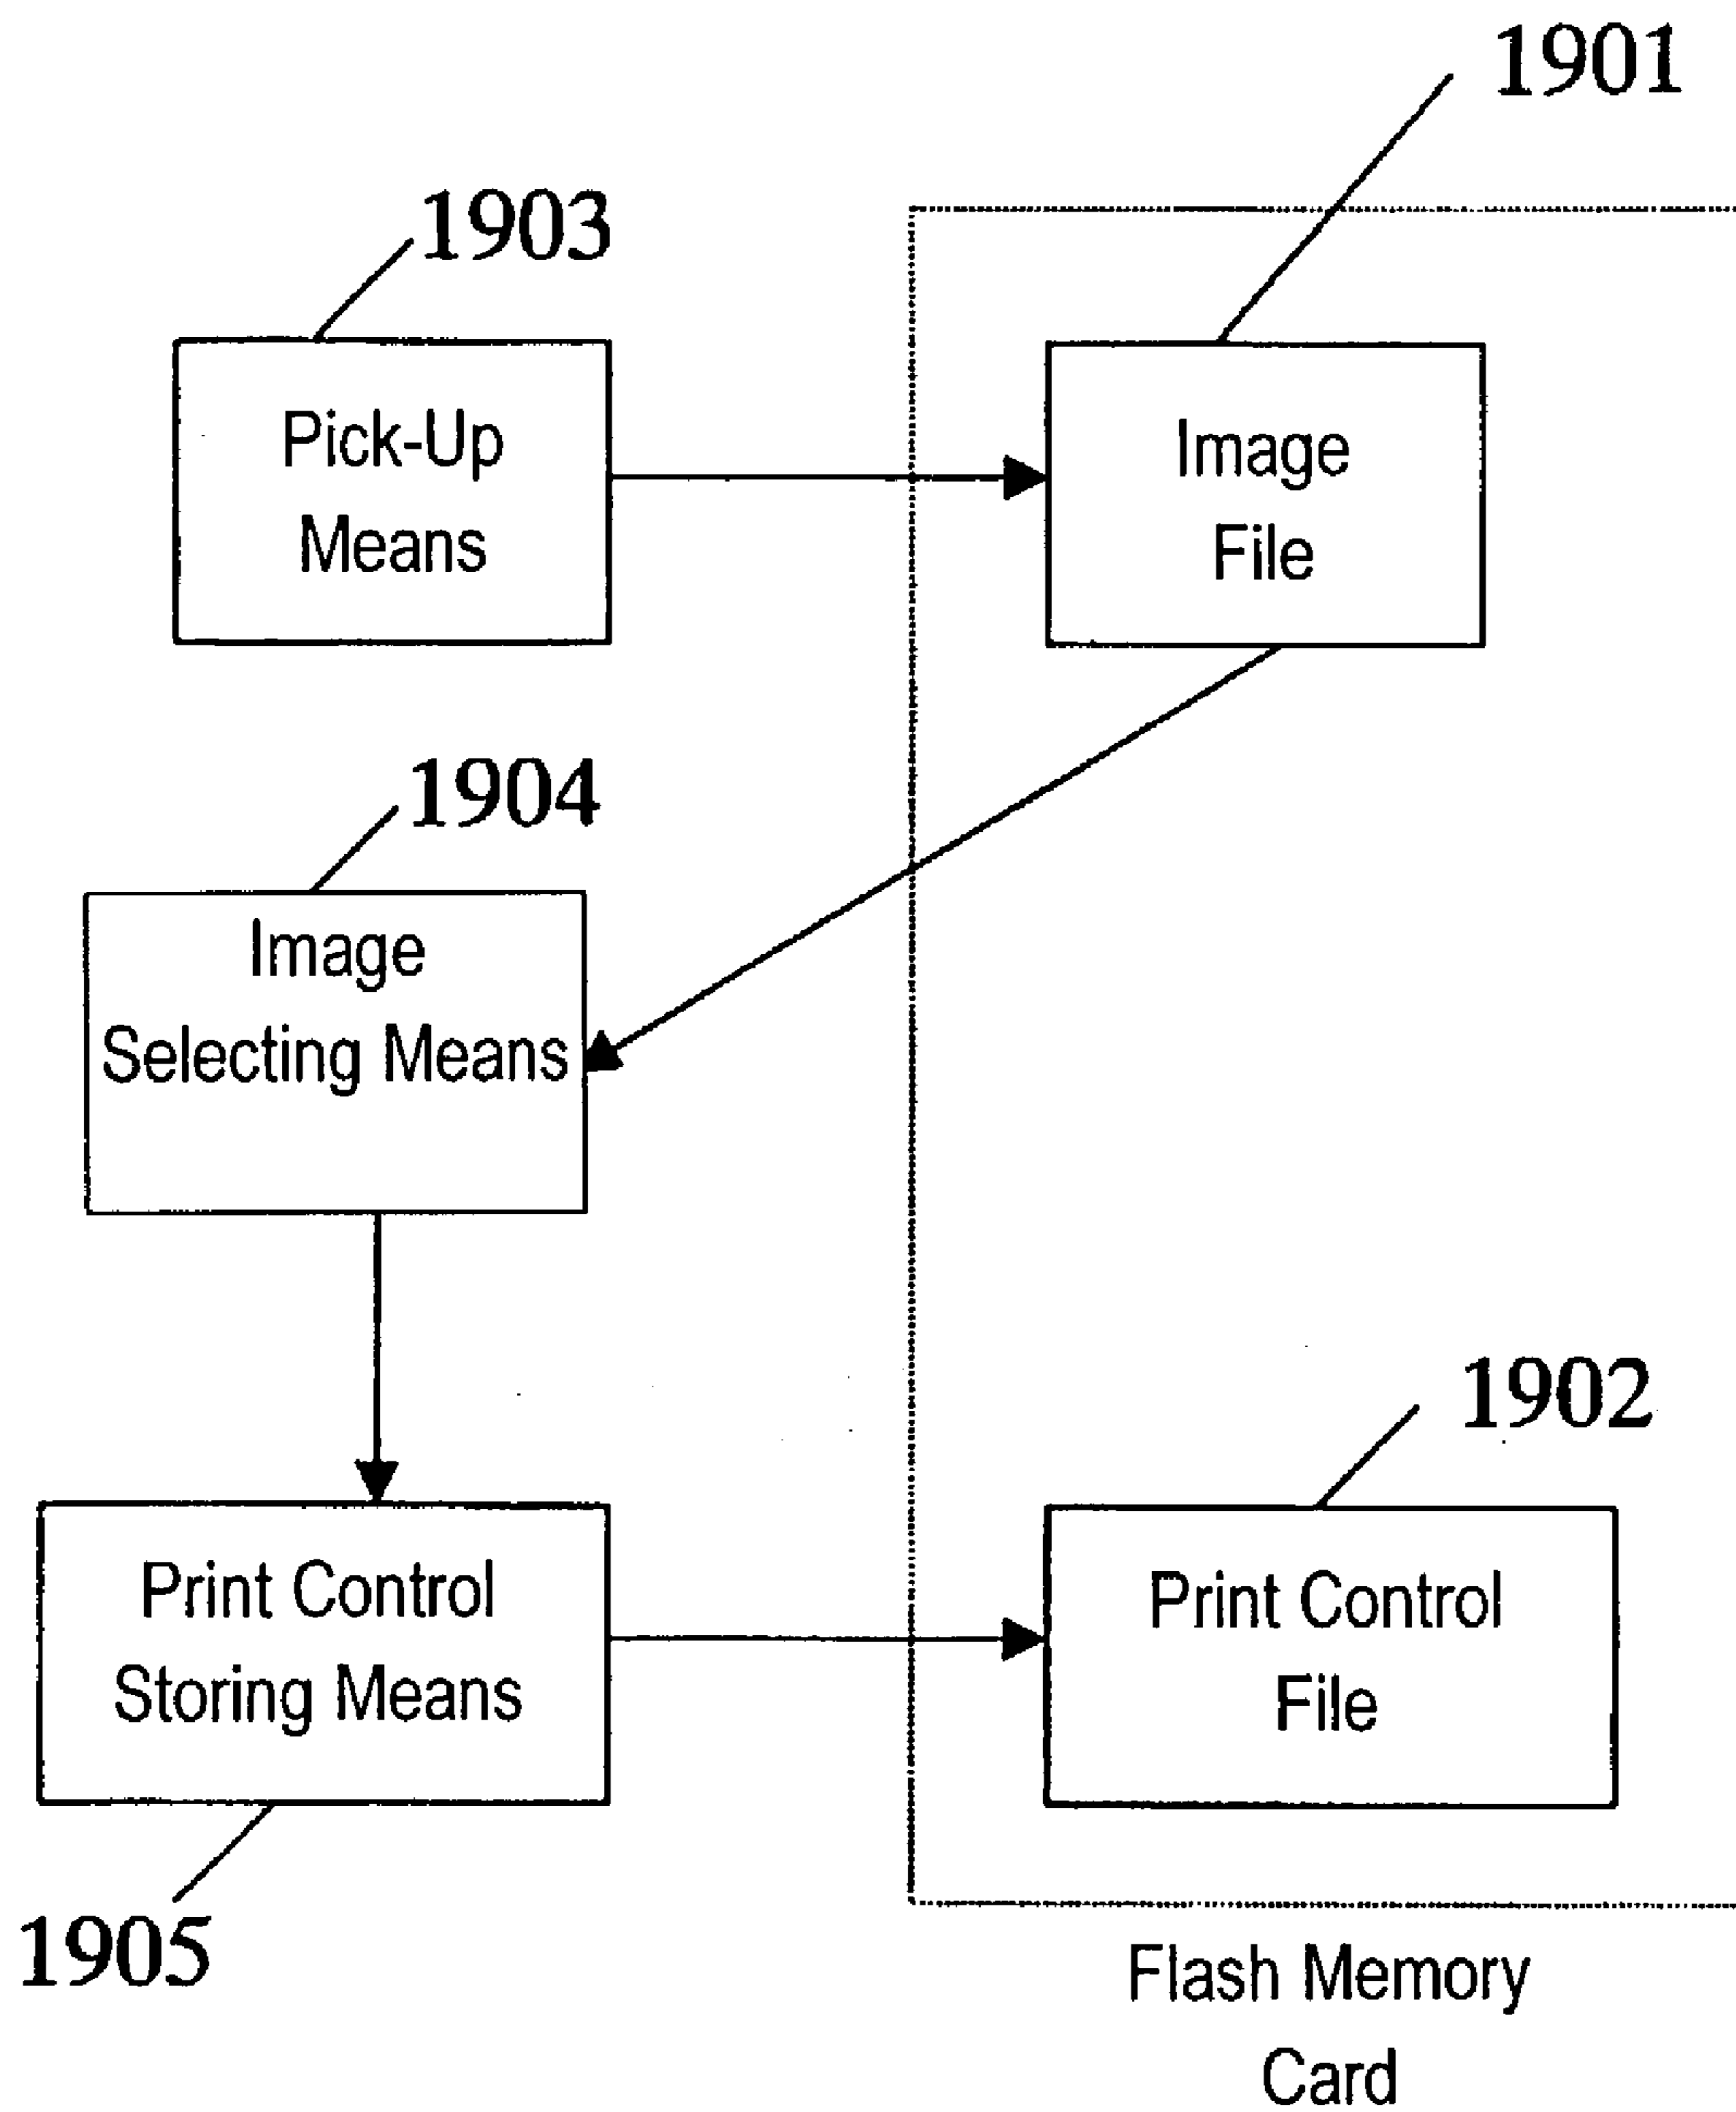 1901
1903
Pick-Up
Means
Image
File
1904
Image
Selecting Means
1902
Print Control
Storing Means
Print Control
File
1905
Flash Memory
Card